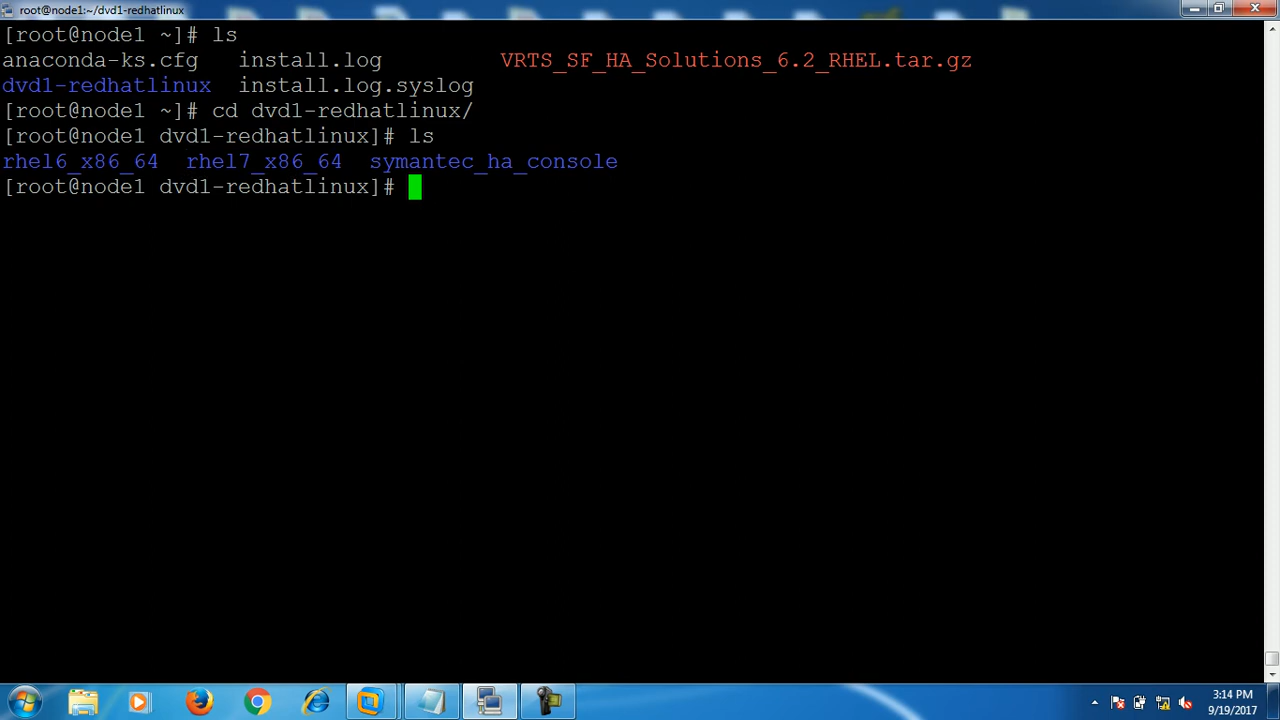 root@node1:~/dvd1-redhatlinux
[root@node1 ~]# ls
anaconda-ks.cfg install.log VRTS_SF_HA_Solutions_6.2_RHEL.tar.gz
dvd1-redhatlinux install.log.syslog
[root@node1 ~]# cd dvd1-redhatlinux/
[root@node1 dvd1-redhatlinux]# ls
rhel6_x86_64 rhel7_x86_64 symantec_ha_console
[root@node1 dvd1-redhatlinux]#
3:14 PM
9/19/2017